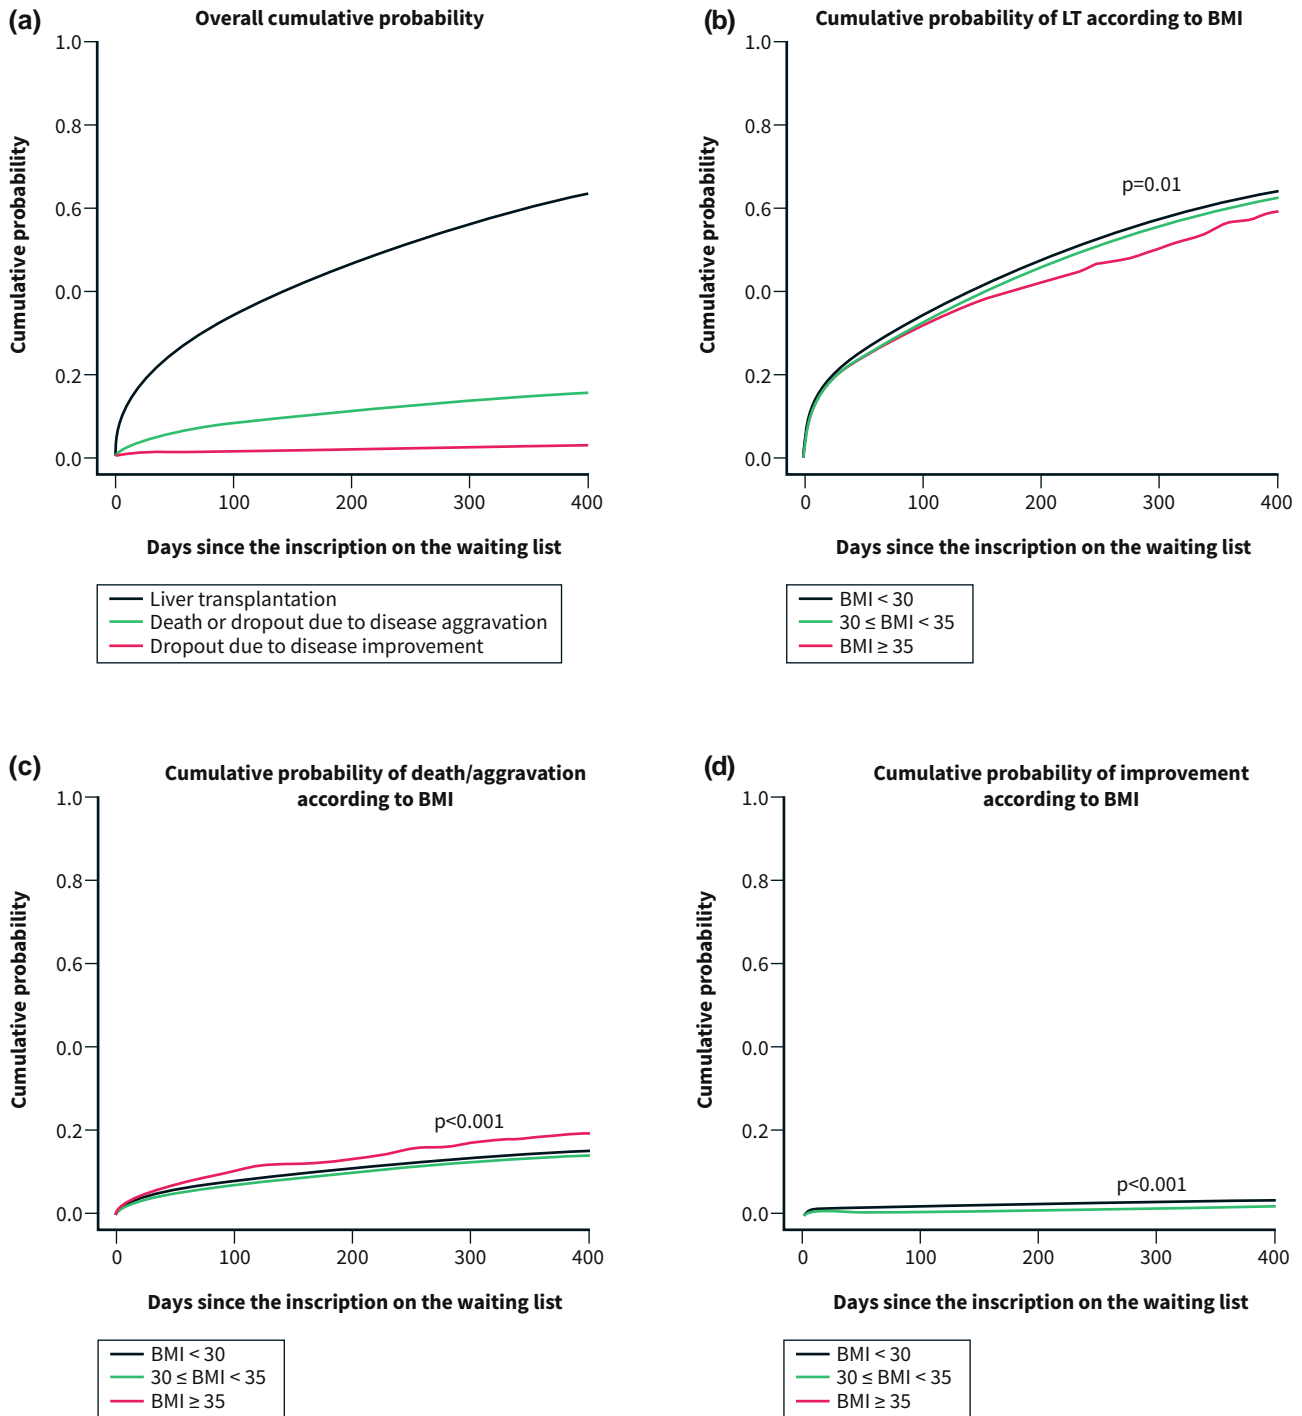 (a)
Overall cumulative probability
1.0
0.8
0.6
0.0
0.2
0.0
Cumulative probability
0
100
200
300
400
Days since the inscription on the waiting list
Liver transplantation
Death or dropout due to disease aggravation
Dropout due to disease improvement
(b)
Cumulative probability of LT according to BMI
1.0
0.8
0.6
0.0
0.2
0.0
Cumulative probability
p=0.01
0
100
200
300
400
Days since the inscription on the waiting list
BMI < 30
30 ≤ BMI < 35
BMI ≥ 35
(c)
Cumulative probability of death/aggravation
according to BMI
1.0
0.8
0.6
0.0
0.2
0.0
Cumulative probability
p<0.001
0
100
200
300
400
Days since the inscription on the waiting list
BMI < 30
30 ≤ BMI < 35
BMI ≥ 35
(d)
Cumulative probability of improvement
according to BMI
1.0
0.8
0.6
0.0
0.2
0.0
Cumulative probability
p<0.001
0
100
200
300
400
Days since the inscription on the waiting list
BMI < 30
30 ≤ BMI < 35
BMI ≥ 35